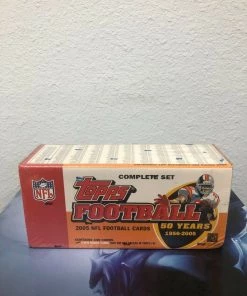 COMPLETE SET
Topps
NFL
FOOTBALL
50 YEARS
1956-2005
2005 NFL FOOTBALL CARDS